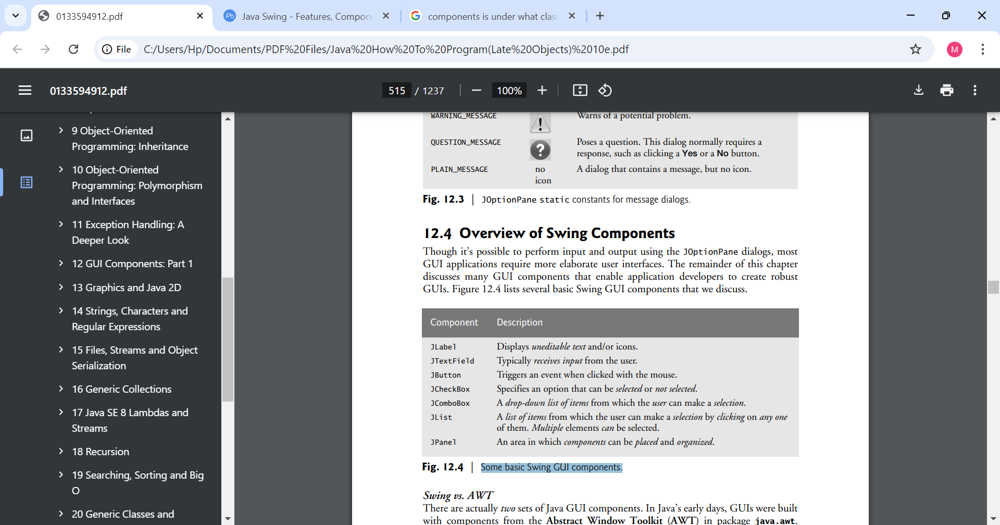 0133594912.pdf
Pb Java Swing - Features, Compon
components is under what clas
File C:/Users/Hp/Documents/PDF%20Files/Java%20How%20To%20Program(Late%20Objects)%2010e.pdf
M
0133594912.pdf
515 / 1237
100%
9 Object-Oriented
Programming: Inheritance
10 Object-Oriented
Programming: Polymorphism
and Interfaces
11 Exception Handling: A
Deeper Look
12 GUI Components: Part 1
13 Graphics and Java 2D
14 Strings, Characters and
Regular Expressions
15 Files, Streams and Object
Serialization
16 Generic Collections
17 Java SE 8 Lambdas and
Streams
18 Recursion
19 Searching, Sorting and Big
O
20 Generic Classes and
WARNING_MESSAGE Warns of a potential problem.
QUESTION_MESSAGE Poses a question. This dialog normally requires a
response, such as clicking a Yes or a No button.
PLAIN_MESSAGE no A dialog that contains a message, but no icon.
icon
Fig. 12.3 | JOptionPane static constants for message dialogs.
12.4 Overview of Swing Components
Though it's possible to perform input and output using the JOptionPane dialogs, most
GUI applications require more elaborate user interfaces. The remainder of this chapter
discusses many GUI components that enable application developers to create robust
GUIs. Figure 12.4 lists several basic Swing GUI components that we discuss.
Component Description
JLabel Displays uneditable text and/or icons.
JTextField Typically receives input from the user.
JButton Triggers an event when clicked with the mouse.
JCheckBox Specifies an option that can be selected or not selected.
JComboBox A drop-down list of items from which the user can make a selection.
JList A list of items from which the user can make a selection by clicking on any one
of them. Multiple elements can be selected.
JPanel An area in which components can be placed and organized.
Fig. 12.4 | Some basic Swing GUI components.
Swing vs. AWT
There are actually two sets of Java GUI components. In Java's early days, GUIs were built
with components from the Abstract Window Toolkit (AWT) in package java.awt.